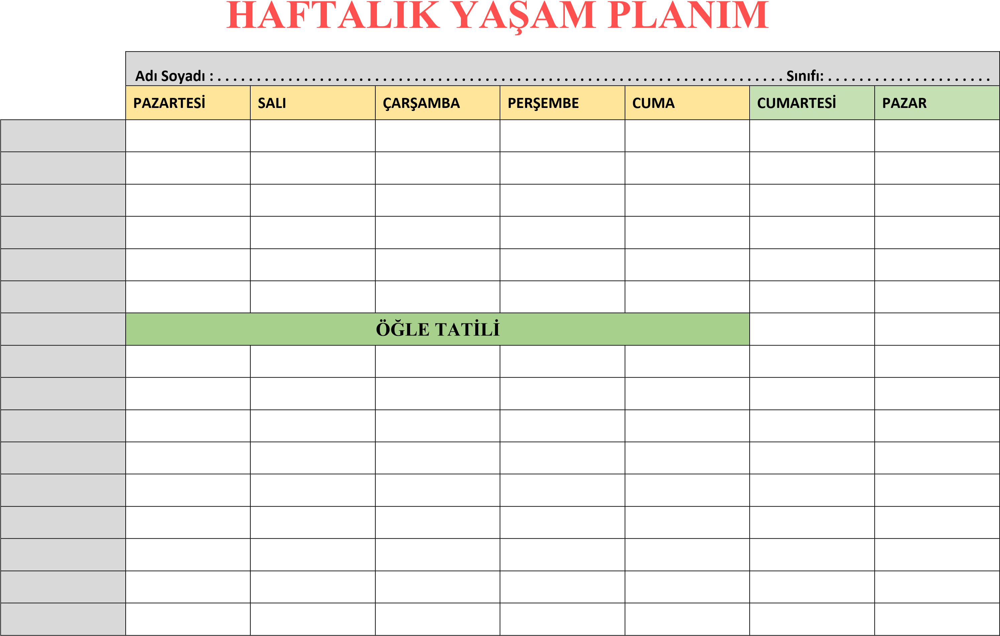 HAFTALIK YAŞAM PLANIM
Adı Soyadı : . . . . . . . . . . . . . . . . . . . . . . . . . . . . . . . . . . . . . . . . . . . . . . . . . . . . . . . . . . . . . . . . . . . . . . . . Sınıfı: . . . . . . . . . . . . . . . . . . . . .
PAZARTESİ SALI ÇARŞAMBA PERŞEMBE CUMA CUMARTESİ PAZAR
ÖĞLE TATİLİ